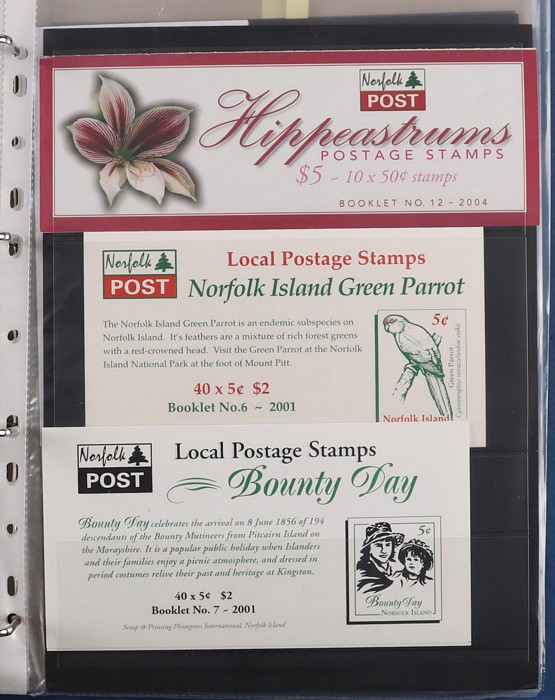 Norfolk
POST
Hippeastrums
POSTAGE STAMPS
$5 - 10 x 50¢ stamps
BOOKLET NO. 12 ~ 2004
Norfolk
POST
Local Postage Stamps
Norfolk Island Green Parrot
The Norfolk Island Green Parrot is an endemic subspecies on
Norfolk Island. It's feathers are a mixture of rich forest greens
with a red-crowned head. Visit the Green Parrot at the Norfolk
Island National Park at the foot of Mount Pitt.
40 x 5¢ $2
Booklet No.6 ~ 2001
5¢
Green Parrot
Norfolk Island
Norfolk
POST
Local Postage Stamps
Bounty Day
Bounty Day celebrates the arrival on 8 June 1856 of 194
descendants of the Bounty Mutineers from Pitcairn Island on
the Morayshire. It is a popular public holiday when Islanders
and their families enjoy a picnic atmosphere, and dressed in
period costumes relive their past and heritage at Kingston.
40 x 5¢ $2
Booklet No. 7 ~ 2001
Setup & Printing Photopress International, Norfolk Island
5¢
Bounty Day
NORFOLK ISLAND